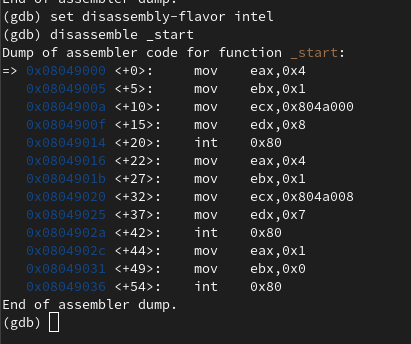 End of assembler dump.
(gdb) set disassembly-flavor intel
(gdb) disassemble _start
Dump of assembler code for function _start:
=> 0x08049000 <+0>: mov eax,0x4
0x08049005 <+5>: mov ebx,0x1
0x0804900a <+10>: mov ecx,0x804a000
0x0804900f <+15>: mov edx,0x8
0x08049014 <+20>: int 0x80
0x08049016 <+22>: mov eax,0x4
0x0804901b <+27>: mov ebx,0x1
0x08049020 <+32>: mov ecx,0x804a008
0x08049025 <+37>: mov edx,0x7
0x0804902a <+42>: int 0x80
0x0804902c <+44>: mov eax,0x1
0x08049031 <+49>: mov ebx,0x0
0x08049036 <+54>: int 0x80
End of assembler dump.
(gdb)